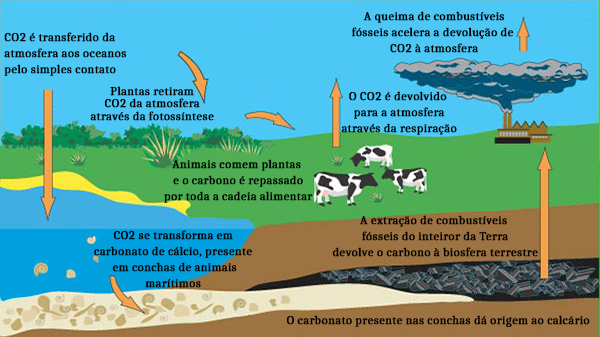 A queima de combustíveis
fósseis acelera a devolução de
CO2 à atmosfera
CO2 é transferido da
atmosfera aos oceanos
pelo simples contato
Plantas retiram
CO2 da atmosfera
através da fotossíntese
O CO2 é devolvido
para a atmosfera
através da respiração
Animais comem plantas
e o carbono é repassado
por toda a cadeia alimentar
CO2 se transforma em
carbonato de cálcio, presente
em conchas de animais
marítimos
A extração de combustíveis
fósseis do inteiror da Terra
devolve o carbono à biosfera terrestre
O carbonato presente nas conchas dá origem ao calcário